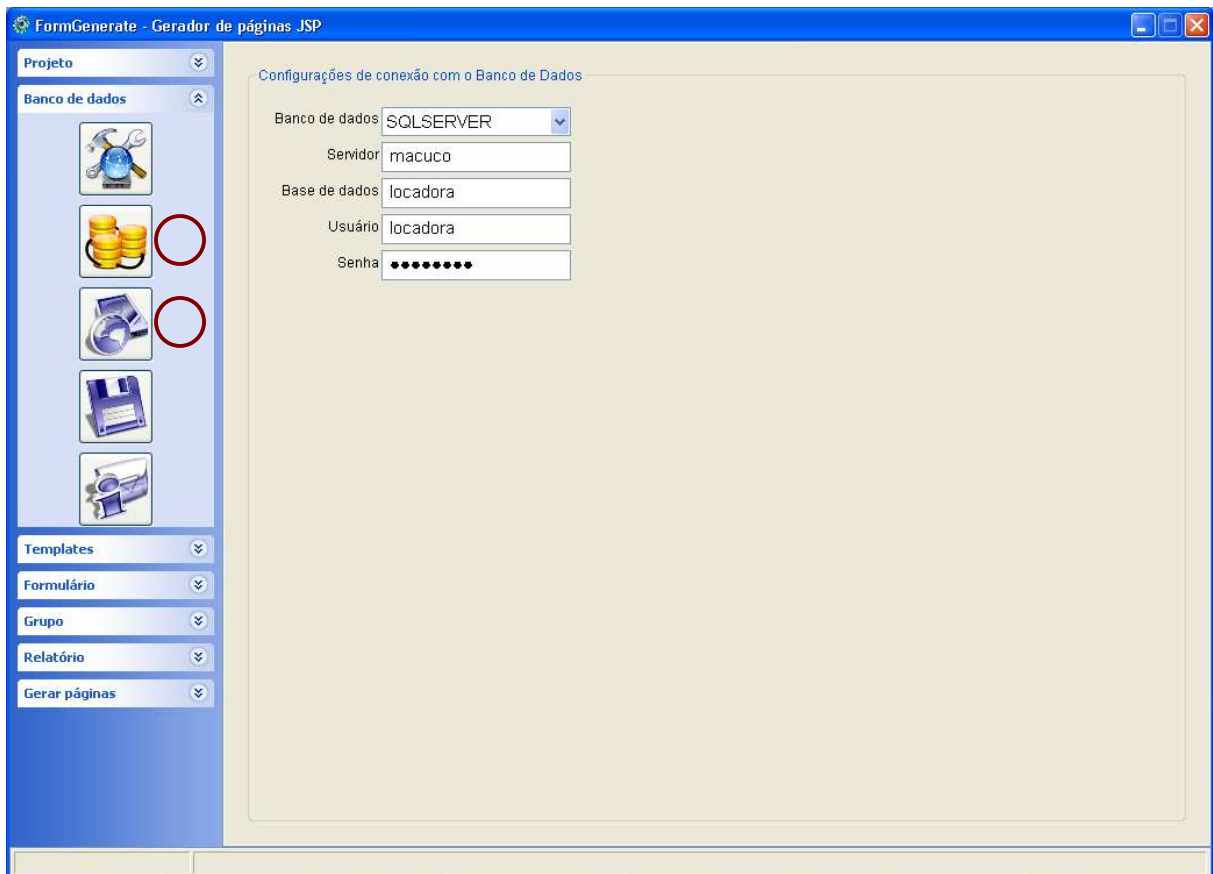 FormGenerate - Gerador de páginas JSP
Projeto
Banco de dados
Templates
Formulário
Grupo
Relatório
Gerar páginas
Configurações de conexão com o Banco de Dados
Banco de dados SQLSERVER
Servidor macuco
Base de dados locadora
Usuário locadora
Senha ●●●●●●●●